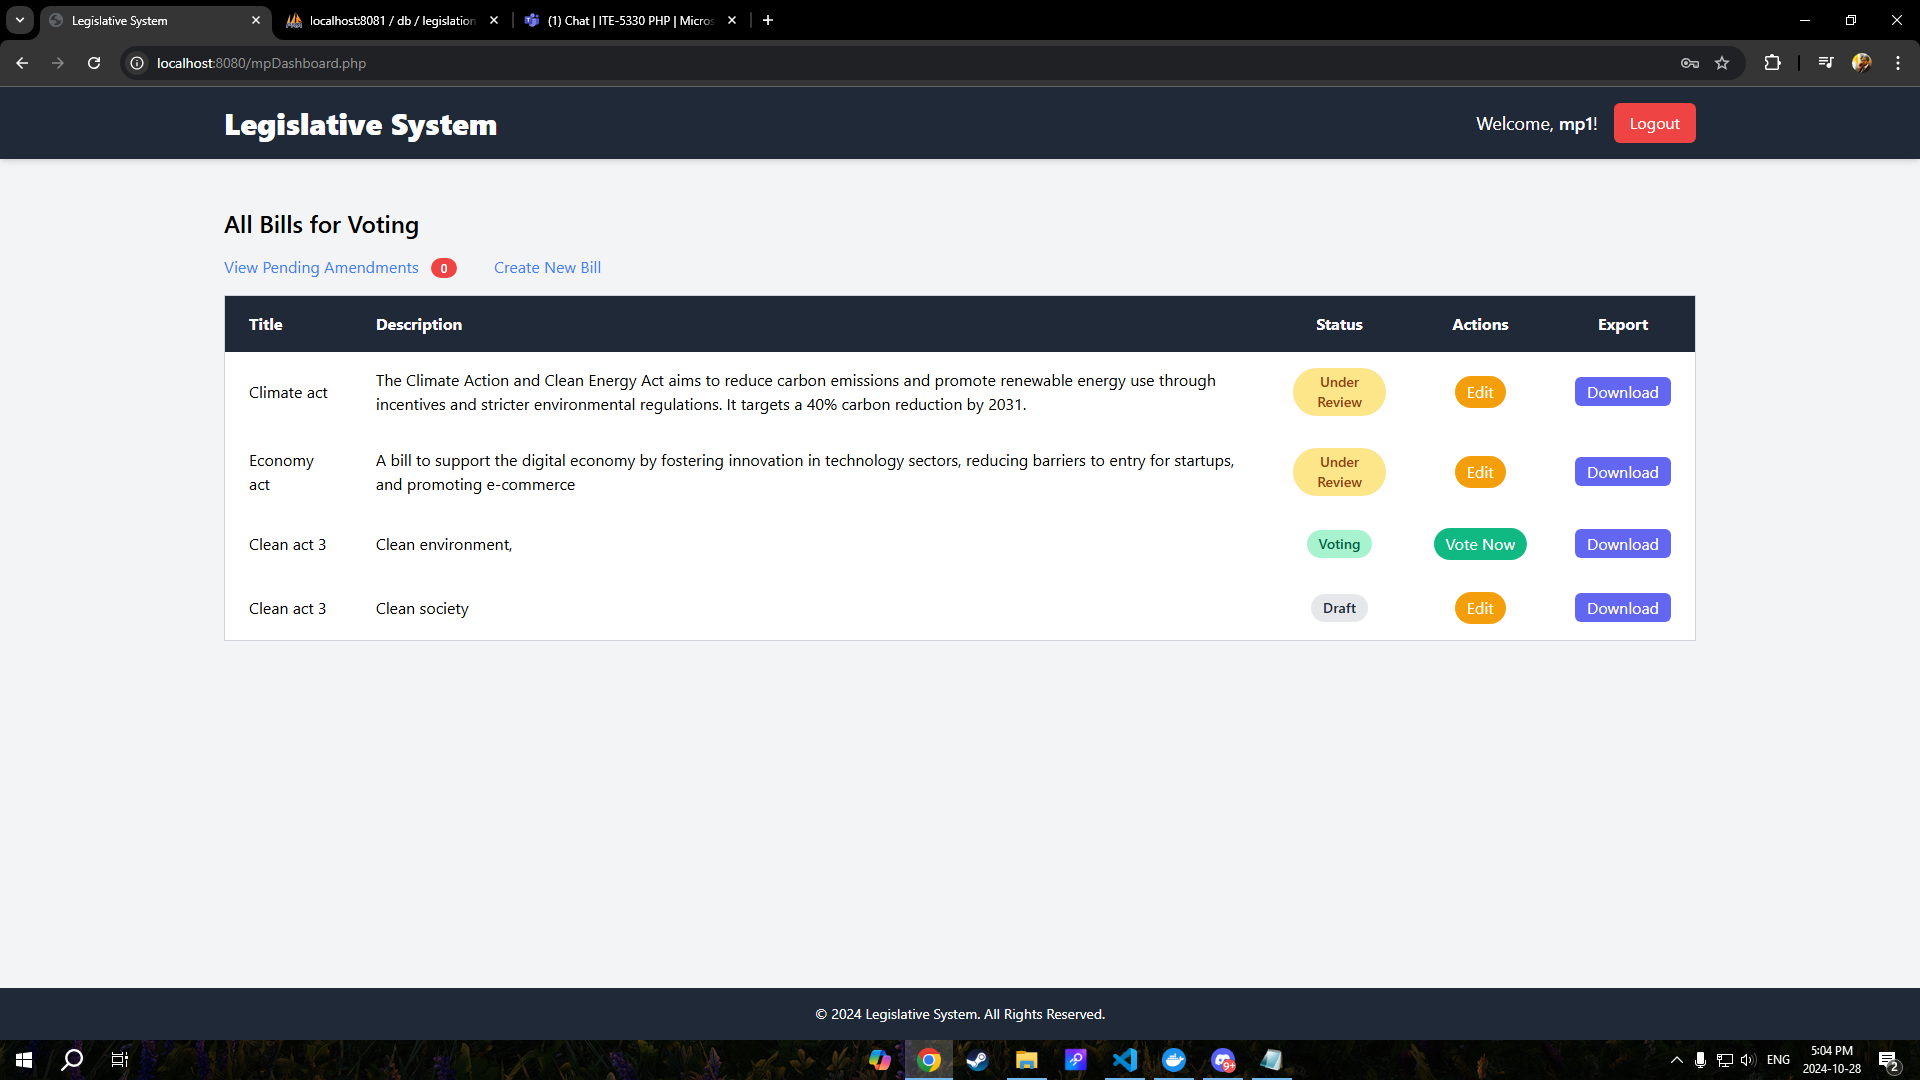 Legislative System
localhost:8081 / db / legislation
(1) Chat | ITE-5330 PHP | Micros
localhost:8080/mpDashboard.php
Legislative System
Welcome, mp1!
Logout
All Bills for Voting
View Pending Amendments 0 Create New Bill
Title Description Status Actions Export
Climate act
The Climate Action and Clean Energy Act aims to reduce carbon emissions and promote renewable energy use through
incentives and stricter environmental regulations. It targets a 40% carbon reduction by 2031.
Under
Review
Edit
Download
Economy
act
A bill to support the digital economy by fostering innovation in technology sectors, reducing barriers to entry for startups,
and promoting e-commerce
Under
Review
Edit
Download
Clean act 3 Clean environment, Voting Vote Now Download
Clean act 3 Clean society Draft Edit Download
© 2024 Legislative System. All Rights Reserved.
9+
ENG
5:04 PM
2024-10-28
2